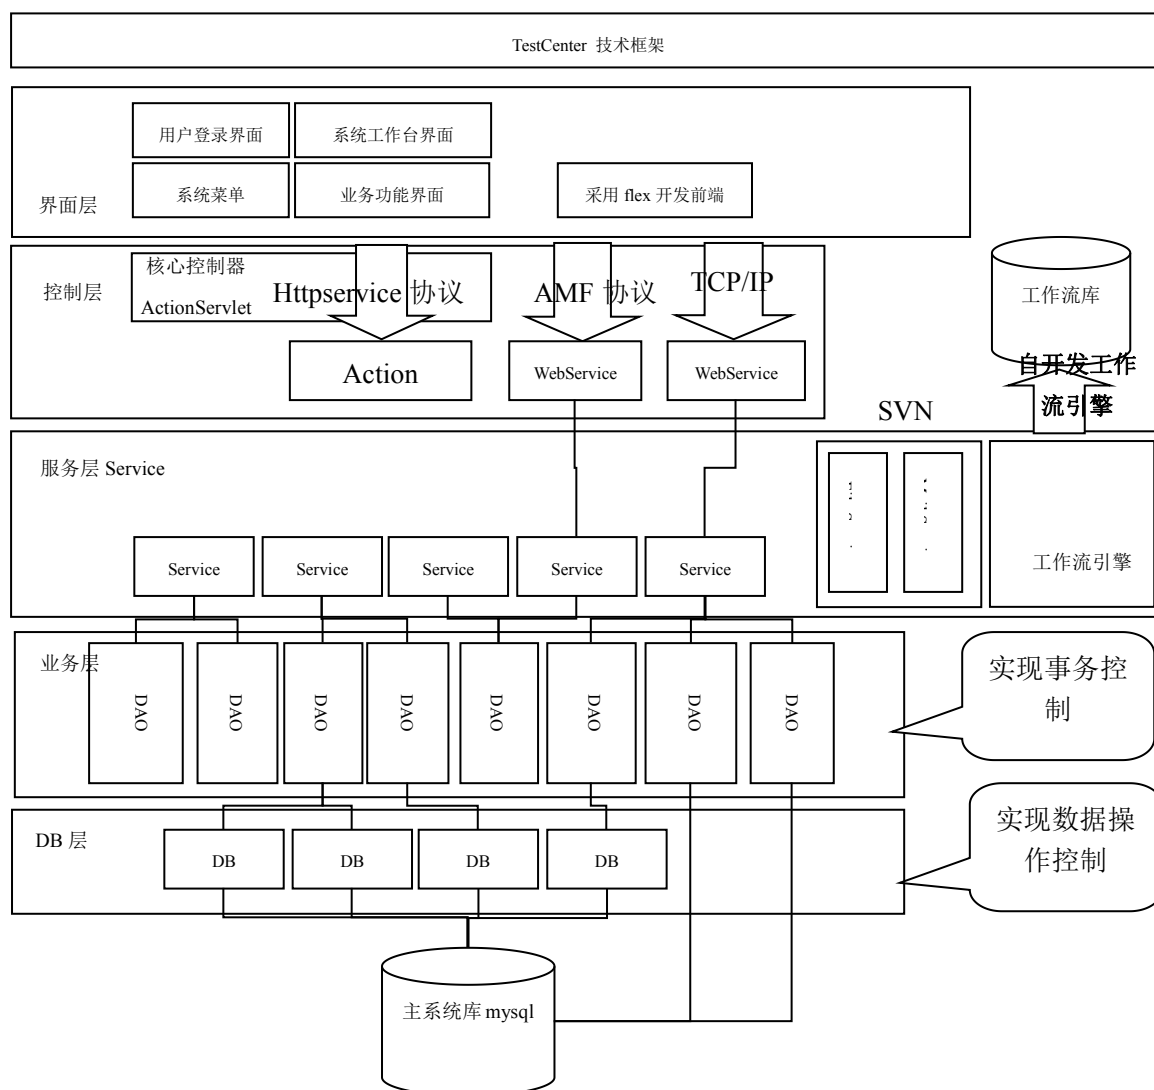 TestCenter 技术框架
用户登录界面
系统工作台界面
系统菜单
业务功能界面
采用 flex 开发前端
界面层
核心控制器
控制层
ActionServlet
Httpservice 协议
AMF 协议
TCP/IP
工作流库
Action
WebService
WebService
自开发工作
流引擎
SVN
服务层 Service
工作流引擎
Service
Service
Service
Service
Service
业务层
DAO
DAO
DAO
DAO
DAO
DAO
DAO
DAO
实现事务控
制
DB 层
DB
DB
DB
DB
实现数据操
作控制
主系统库 mysql